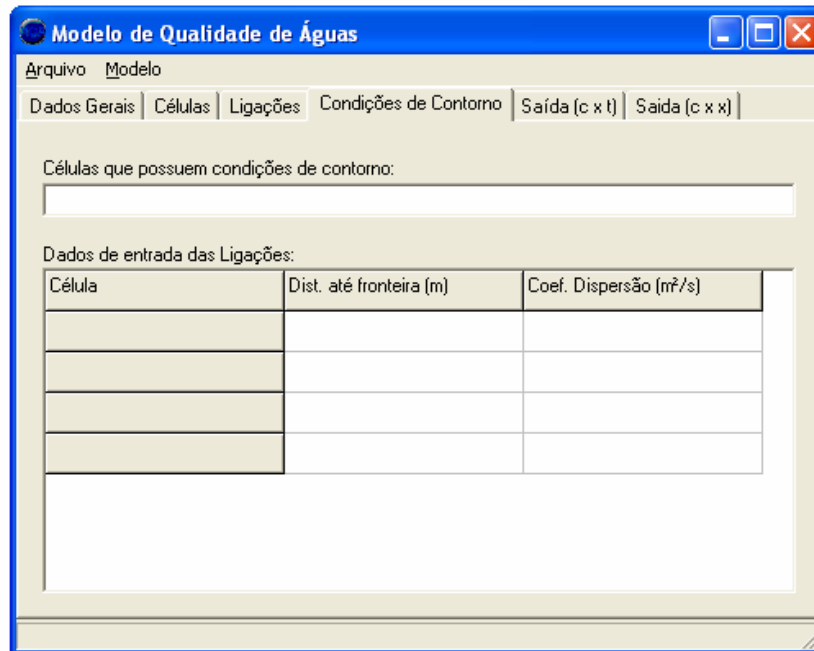 Modelo de Qualidade de Águas
Arquivo Modelo
Dados Gerais Células Ligações Condições de Contorno Saída (c x t) Saida (c x x)
Células que possuem condições de contorno:
Dados de entrada das Ligações:
Célula Dist. até fronteira (m) Coef. Dispersão (m²/s)